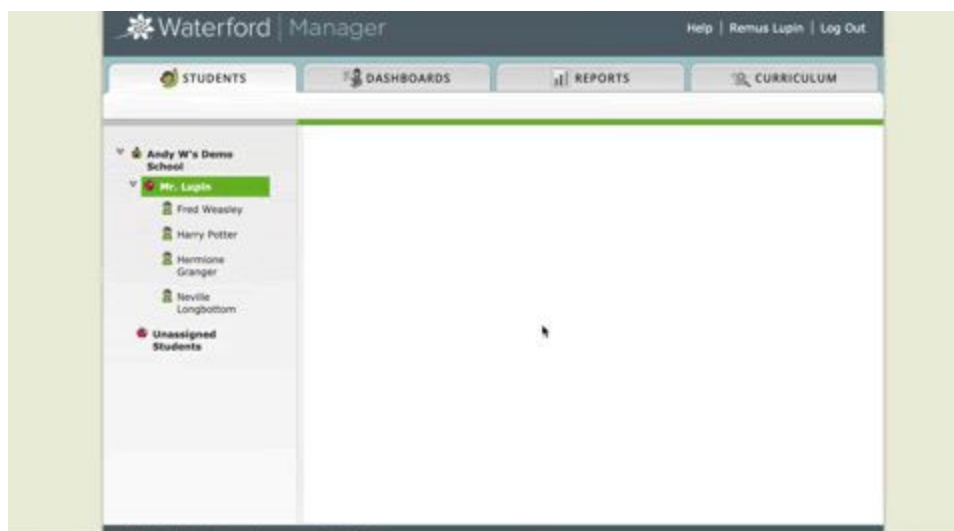 Waterford | Manager
Help | Remus Lupin | Log Out
STUDENTS
DASHBOARDS
REPORTS
CURRICULUM
Andy W's Demo
School
Mr. Lupin
Fred Weasley
Harry Potter
Hermione
Granger
Neville
Longbottom
Unassigned
Students